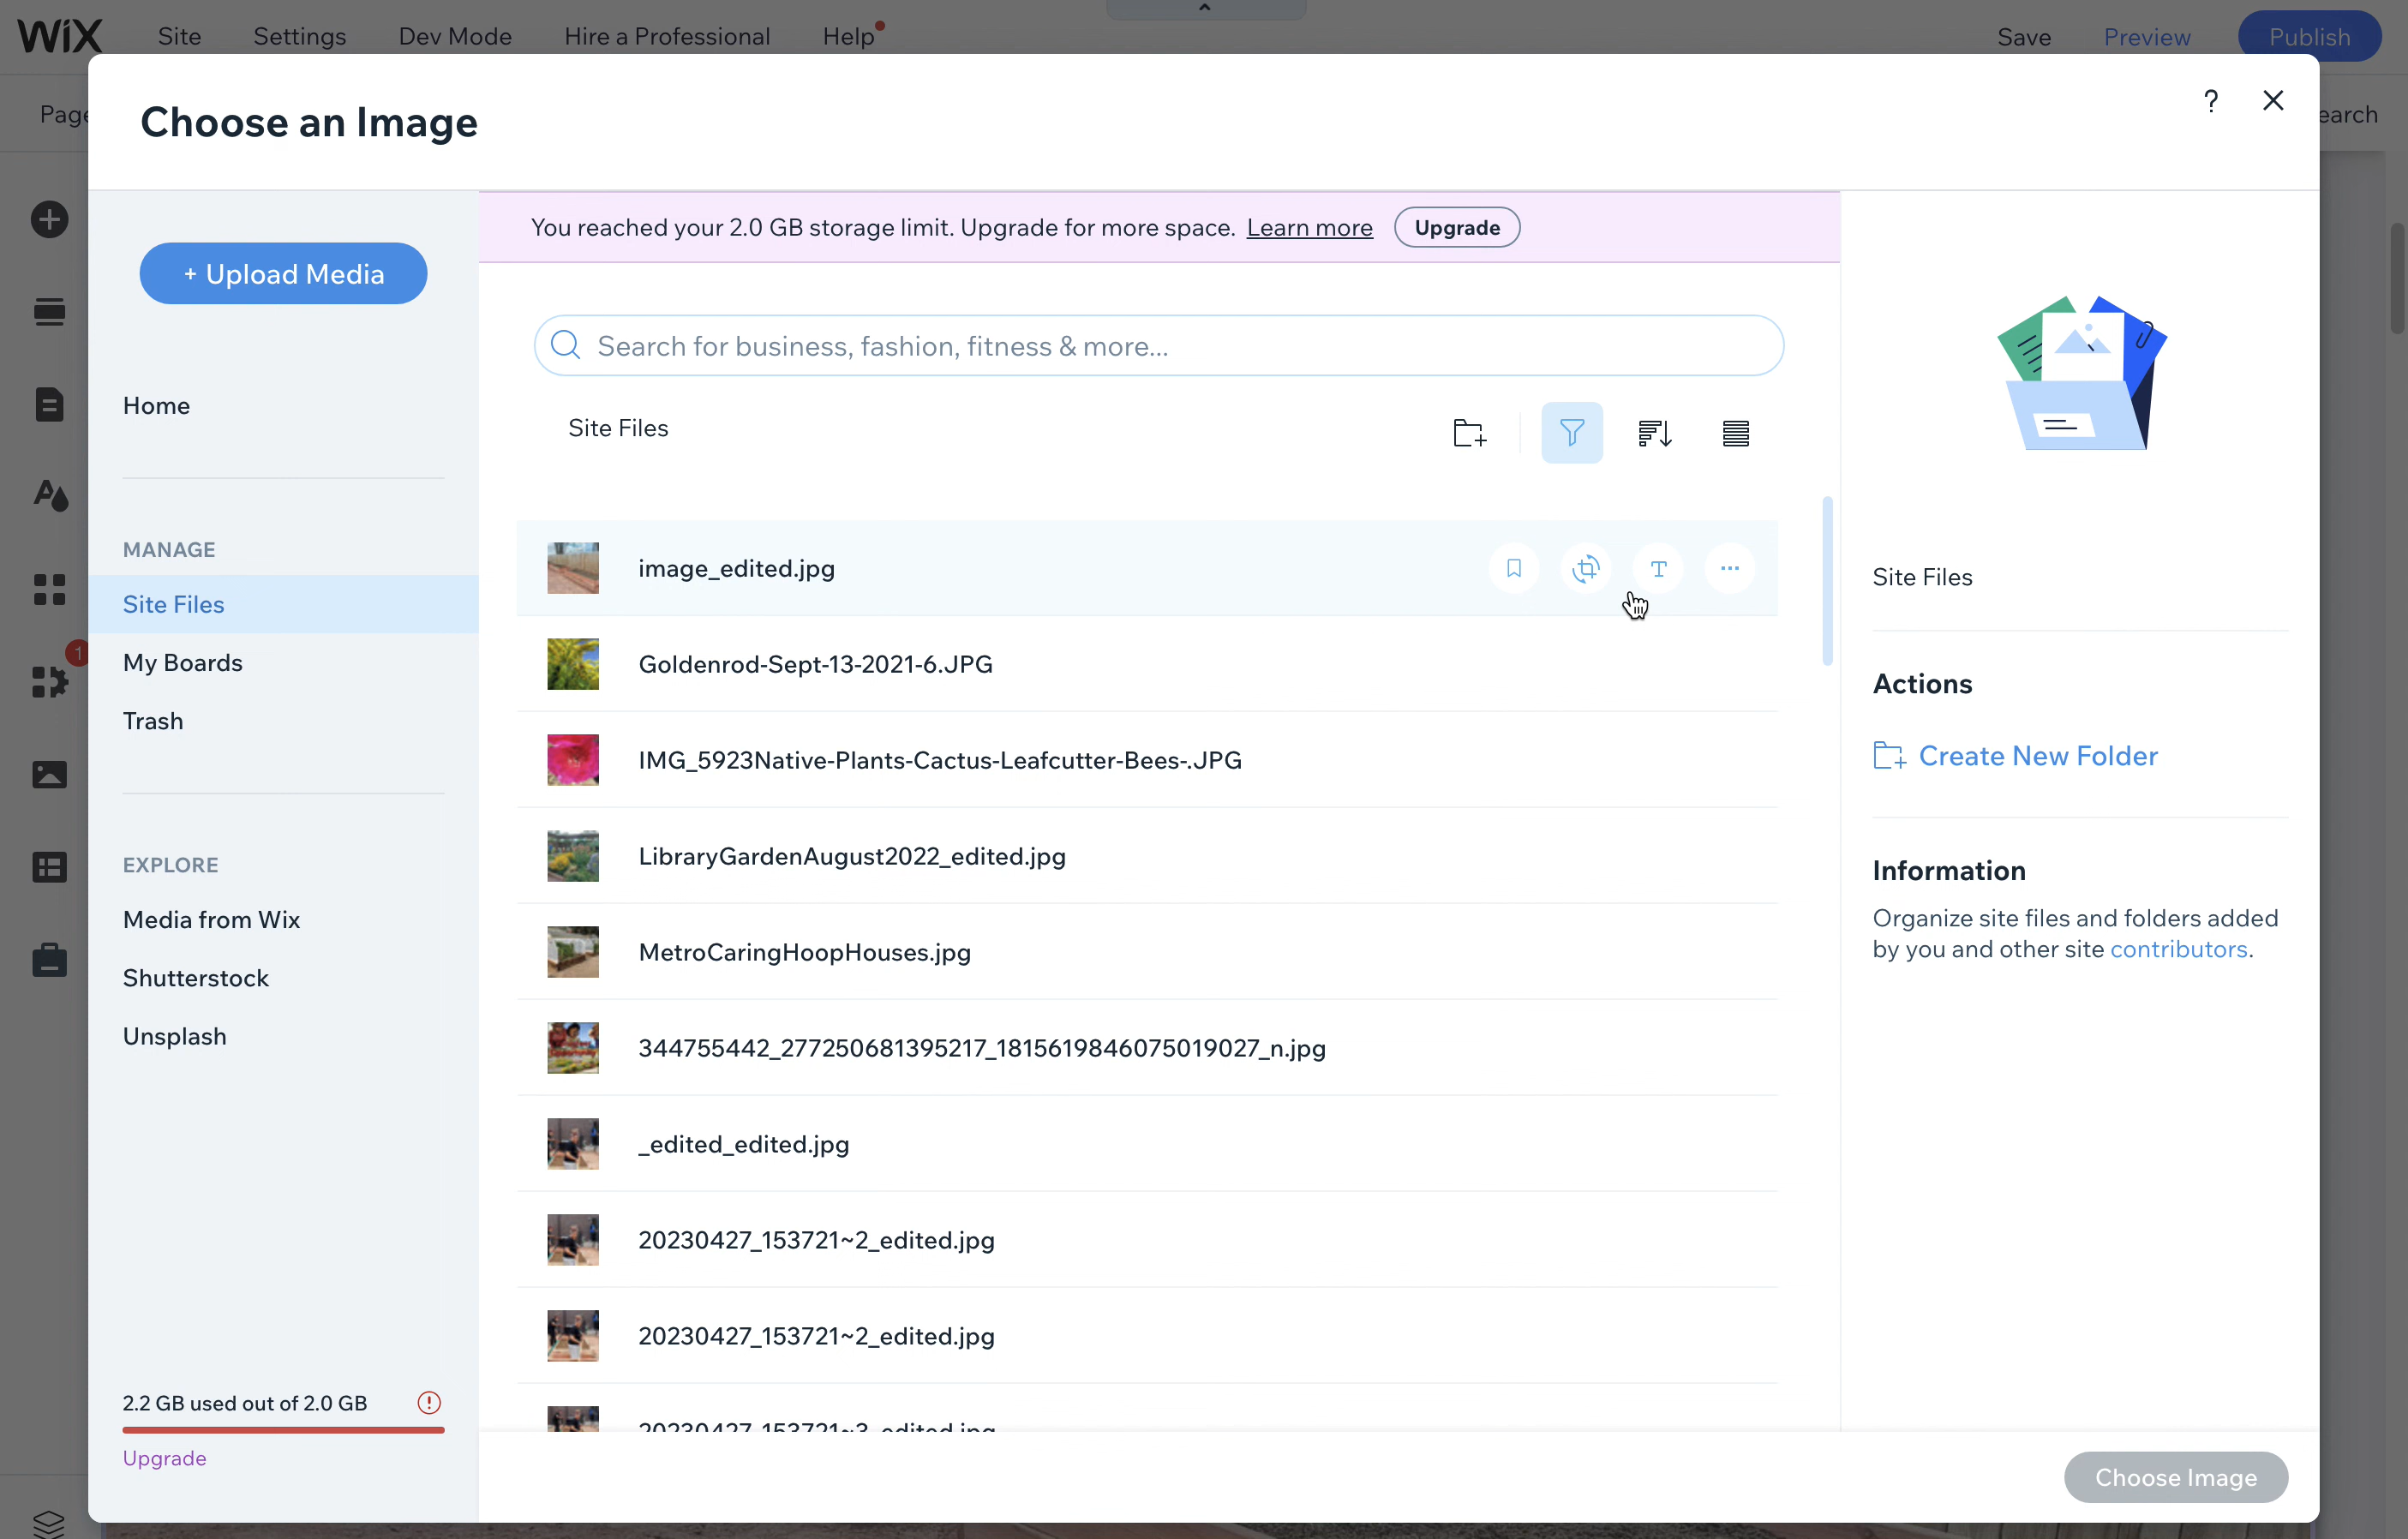 WiX
Site
Settings
Dev Mode
Hire a Professional
Help
Save
Preview
Publish
Page
earch
Choose an Image
?
+ Upload Media
Home
MANAGE
Site Files
My Boards
Trash
1
EXPLORE
Media from Wix
Shutterstock
Unsplash
2.2 GB used out of 2.0 GB
Upgrade
You reached your 2.0 GB storage limit. Upgrade for more space. Learn more Upgrade
Search for business, fashion, fitness & more...
Site Files
image_edited.jpg
T
Goldenrod-Sept-13-2021-6.JPG
IMG_5923Native-Plants-Cactus-Leafcutter-Bees-.JPG
LibraryGardenAugust2022_edited.jpg
MetroCaringHoopHouses.jpg
344755442_277250681395217_1815619846075019027_n.jpg
_edited_edited.jpg
20230427_153721~2_edited.jpg
20230427_153721~2_edited.jpg
20230427_153721~3_edited.jpg
Site Files
Actions
Create New Folder
Information
Organize site files and folders added
by you and other site contributors.
Choose Image